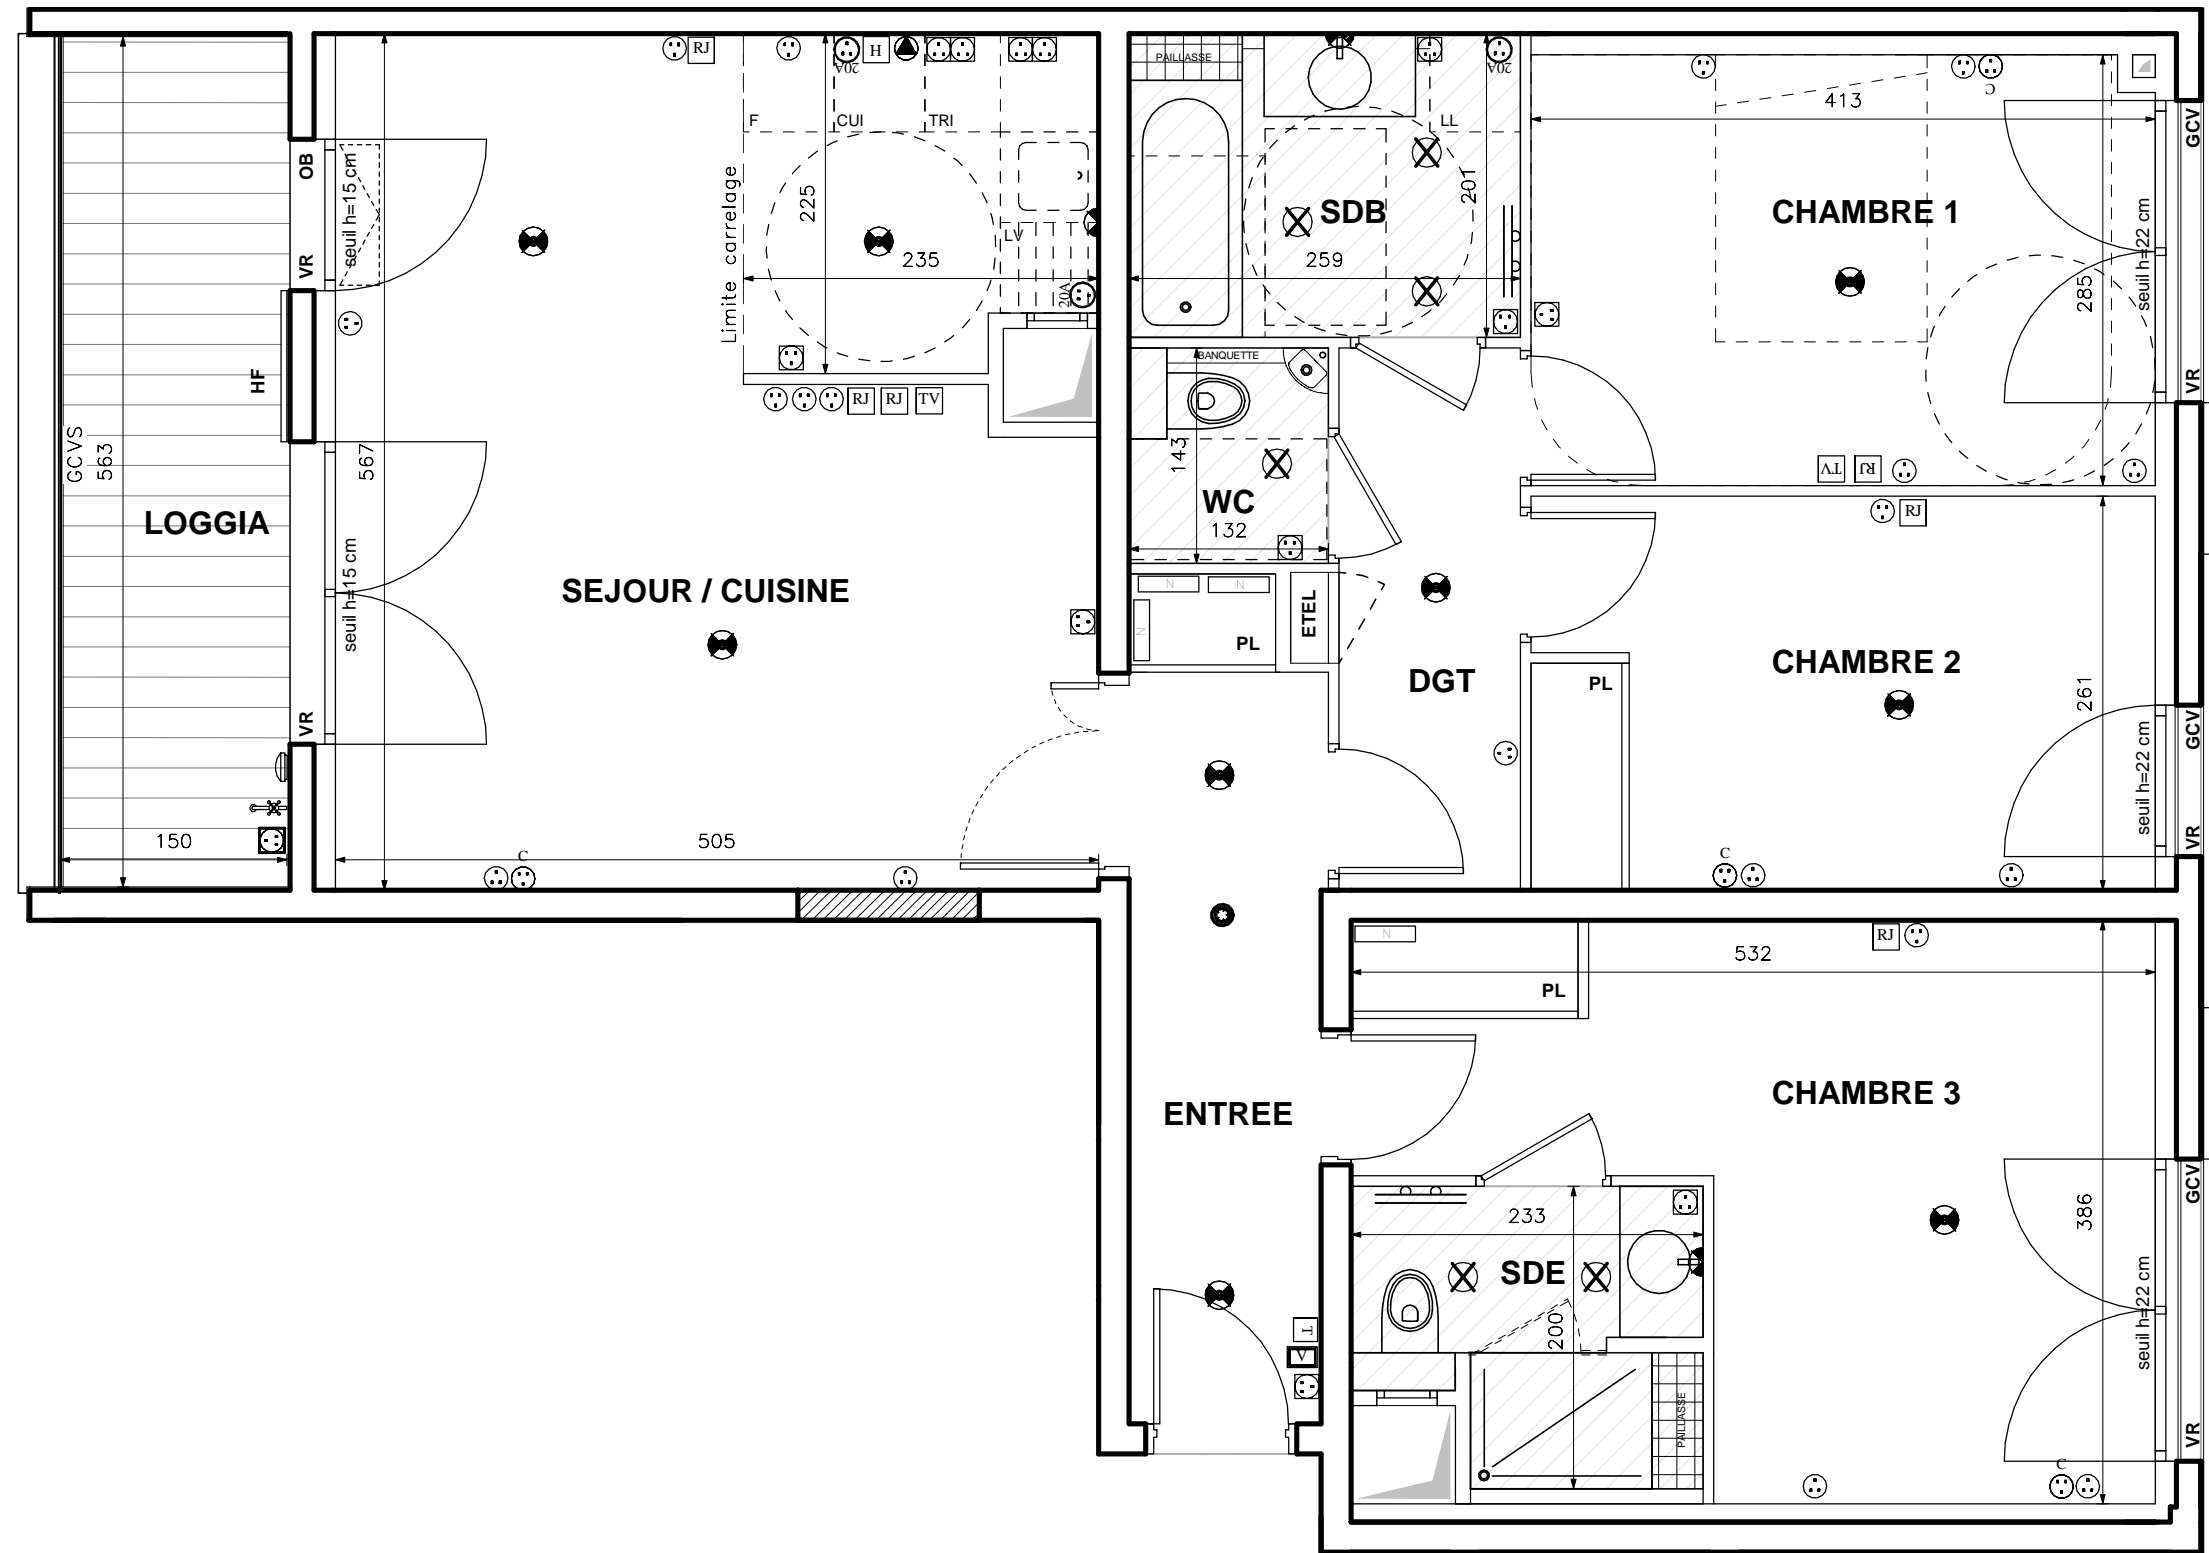 RJ
20A
H
F
CUI
TRI
PAILLASSE
20A
LL
C
413
GCV
OB
seuil h=15 cm
VR
Limite carrelage
225
235
LV
20A
SDB
201
259
CHAMBRE 1
285
seuil h=22 cm
VR
HF
RJ
RJ
TV
BANQUETTE
143
WC
132
TV
RJ
RJ
GCVS
563
567
LOGGIA
seuil h=15 cm
VR
SEJOUR / CUISINE
N
N
N
PL
ETEL
DGT
PL
CHAMBRE 2
261
GCV
seuil h=22 cm
VR
150
505
C
C
N
PL
532
RJ
ENTREE
CHAMBRE 3
386
GCV
seuil h=22 cm
VR
233
SDE
200
T
A
PAILLASSE
C